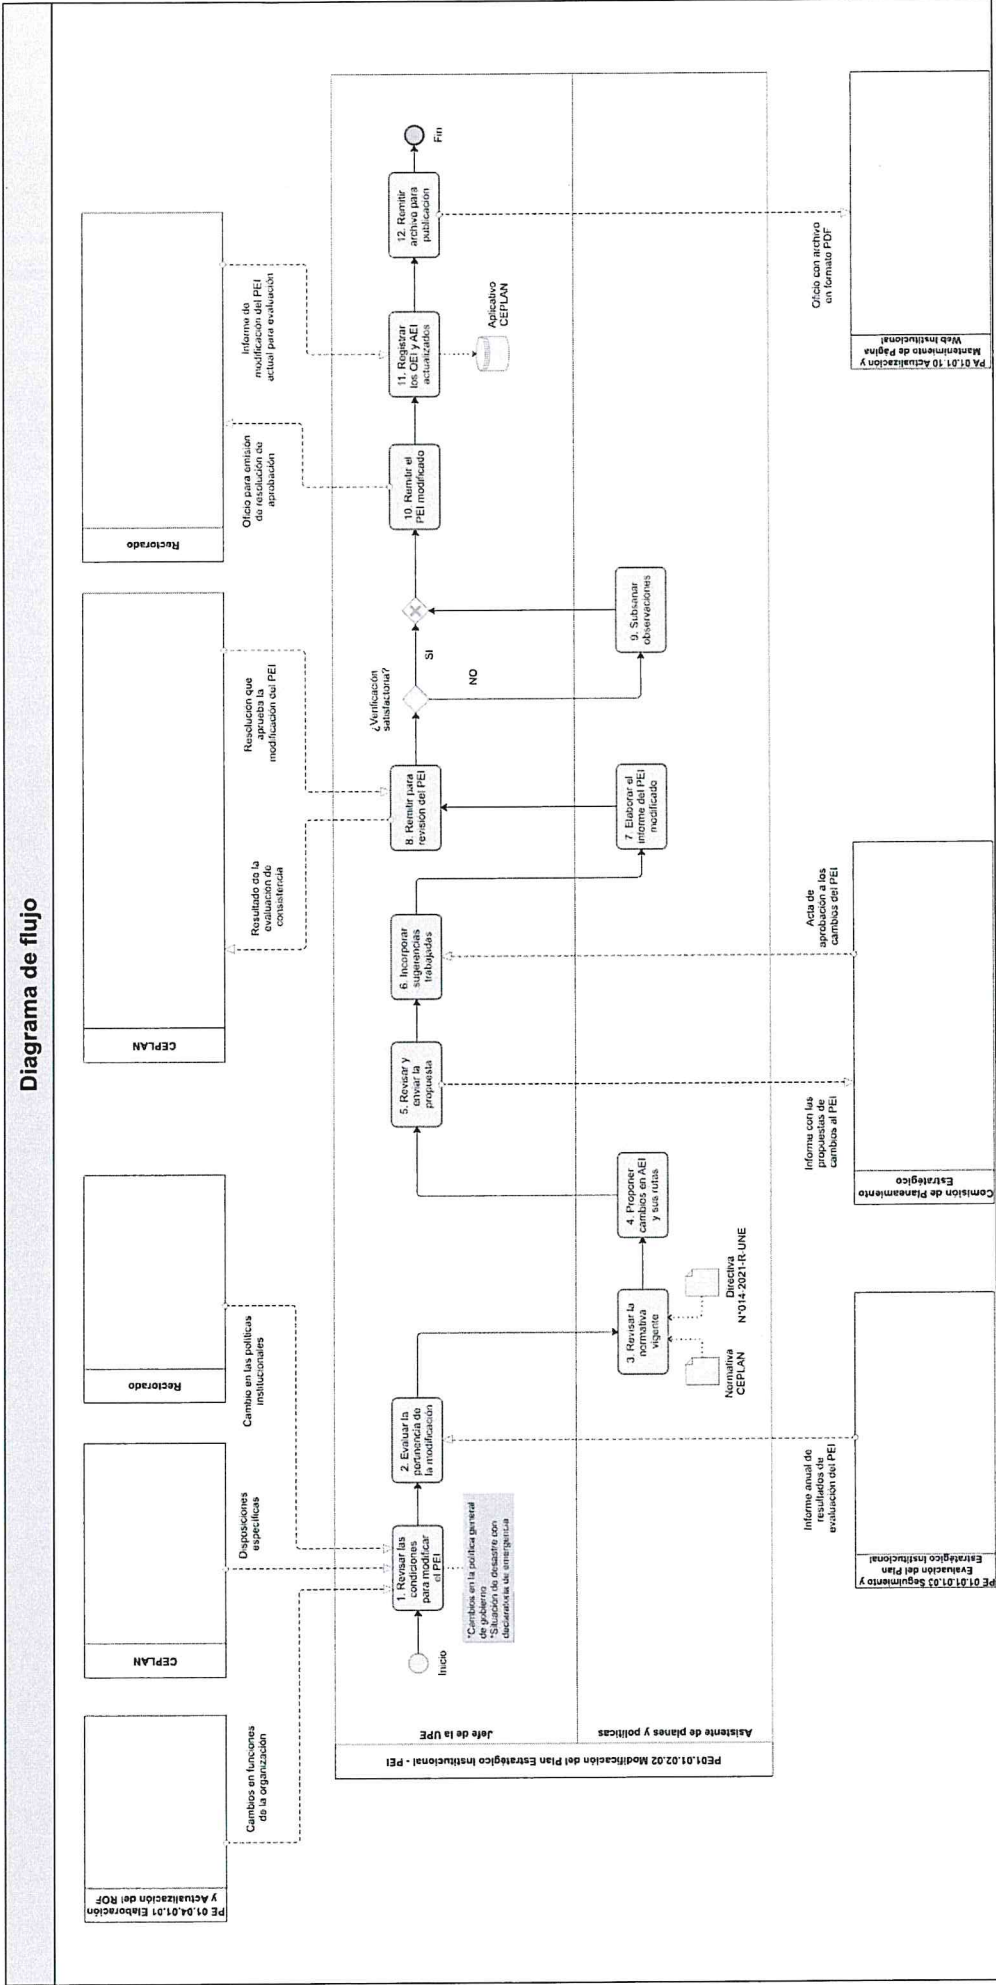 Diagrama de flujo
PE 01.04.01.01 Elaboración
y Actualización del ROF
CEPLAN
Rectorado
CEPLAN
Rectorado
Cambios en funciones
de la organización
Disposiciones
específicas
Cambio en las políticas
institucionales
Resultado de la
evaluación de
consistencia
Resolución que
aprueba la
modificación del PEI
Oficio para emisión
de resolución de
aprobación
Informe de
modificación del PEI
actual para evaluación
PE01.01.02.02 Modificación del Plan Estratégico Institucional - PEI
Jefe de la UPE
Inicio
1. Revisar las
condiciones
para modificar
el PEI
*Cambios en la política general
de gobierno
*Situación de desastre con
declaratoria de emergencia
2. Evaluar la
pertinencia de
la modificación
5. Revisar y
enviar la
propuesta
6. Incorporar
sugerencias
trabajadas
8. Remitir para
revisión del PEI
¿Verificación
satisfactoria?
SI
NO
10. Remitir el
PEI modificado
11. Registrar
los OEI y AEI
actualizados
Aplicativo
CEPLAN
12. Remitir
archivo para
publicación
Fin
Asistente de planes y políticas
3. Revisar la
normativa
vigente
Normativa
CEPLAN
Directiva
N°014-2021-R-UNE
4. Proponer
cambios en AEI
y sus rutas
7. Elaborar el
informe del PEI
modificado
9. Subsanar
observaciones
Informe anual de
resultados de
evaluación del PEI
Informe con las
propuestas de
cambios al PEI
Acta de
aprobación a los
cambios del PEI
Oficio con archivo
en formato PDF
PE 01.01.01.03 Seguimiento y
Evaluación del Plan
Estratégico Institucional
Comisión de Planeamiento
Estratégico
PA 01.01.10 Actualización y
Mantenimiento de Página
Web Institucional